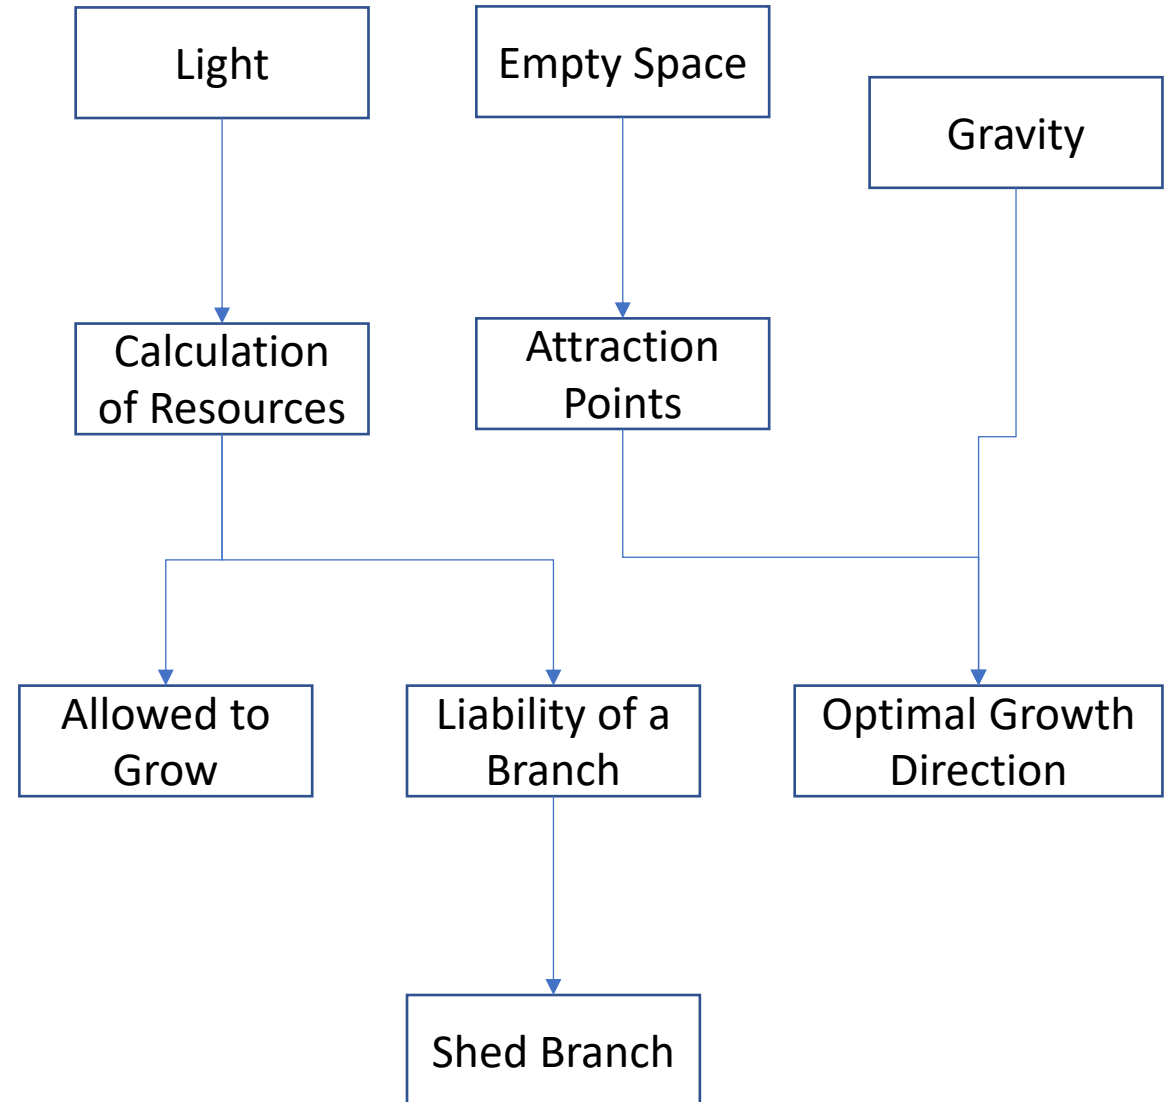 Light
Empty Space
Gravity
Calculation
of Resources
Attraction
Points
Allowed to
Grow
Liability of a
Branch
Optimal Growth
Direction
Shed Branch